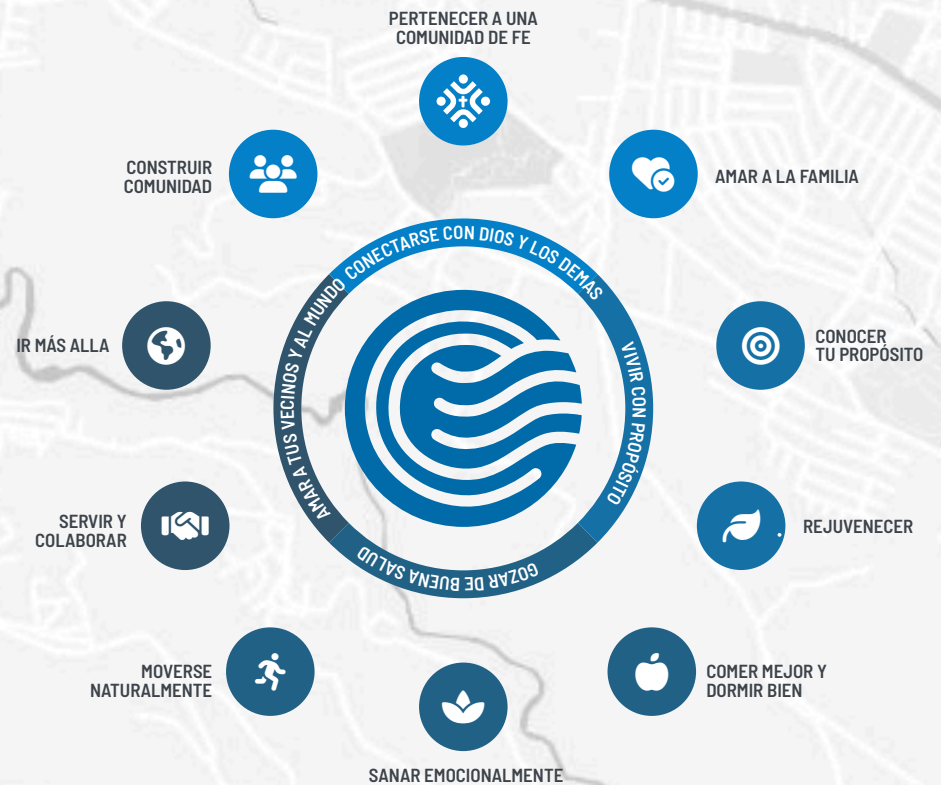 PERTENECER A UNA
COMUNIDAD DE FE
CONSTRUIR
COMUNIDAD
AMAR A LA FAMILIA
CONECTARSE CON DIOS Y LOS DEMAS
IR MÁS ALLA
AMAR A TUS VECINOS Y AL MUNDO
VIVIR CON PROPÓSITO
CONOCER
TU PROPÓSITO
SERVIR Y
COLABORAR
REJUVENECER
GOZAR DE BUENA SALUD
MOVERSE
NATURALMENTE
COMER MEJOR Y
DORMIR BIEN
SANAR EMOCIONALMENTE